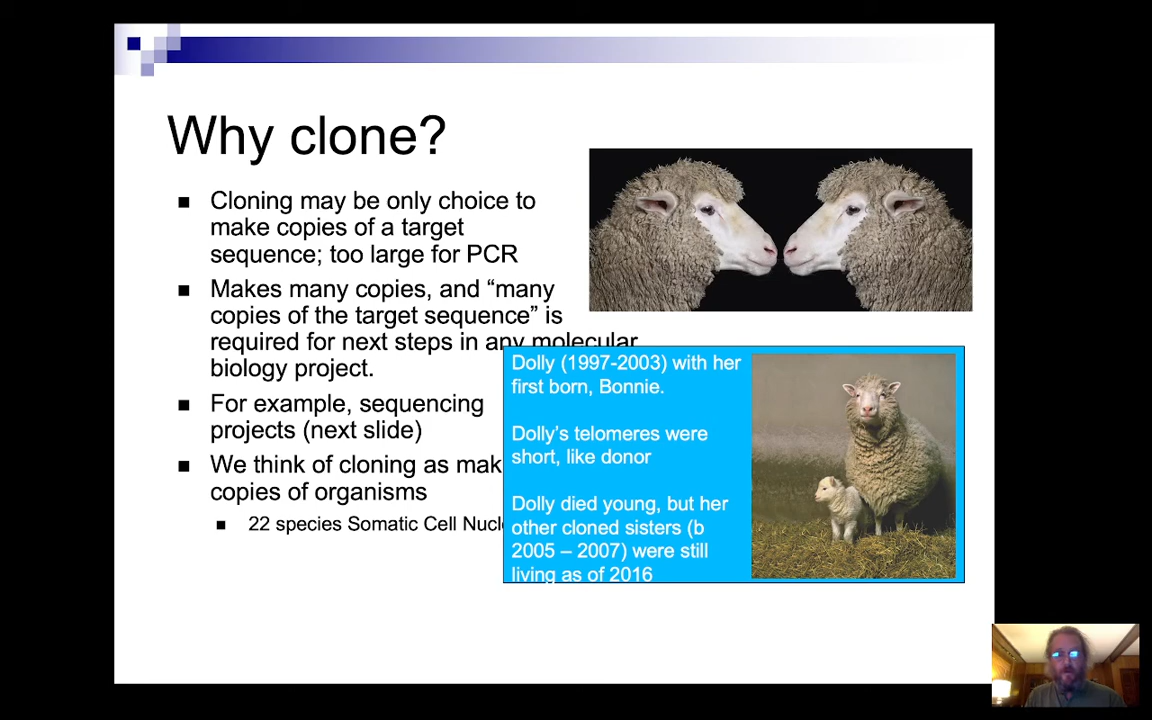 Why clone?
Cloning may be only choice to
make copies of a target
sequence; too large for PCR
Makes many copies, and “many
copies of the target sequence” is
required for next steps in any molecular
biology project.
For example, sequencing
projects (next slide)
We think of cloning as mak
copies of organisms
22 species Somatic Cell Nucl
Dolly (1997-2003) with her
first born, Bonnie.
Dolly’s telomeres were
short, like donor
Dolly died young, but her
other cloned sisters (b
2005 – 2007) were still
living as of 2016